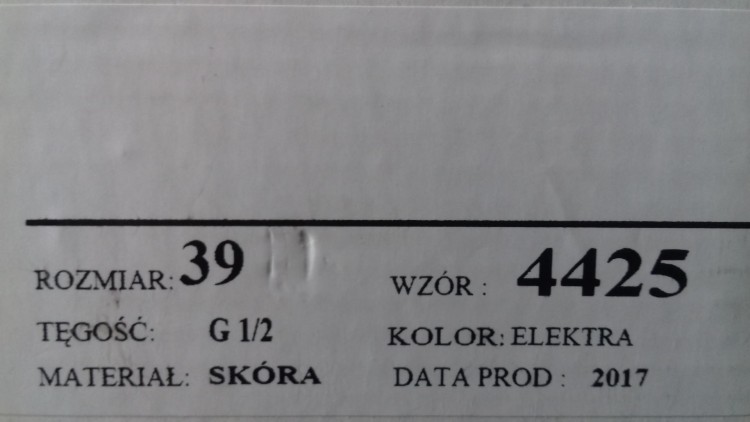 ROZMIAR: 39 WZÓR : 4425
TĘGOŚĆ: G 1/2 KOLOR: ELEKTRA
MATERIAŁ: SKÓRA DATA PROD : 2017